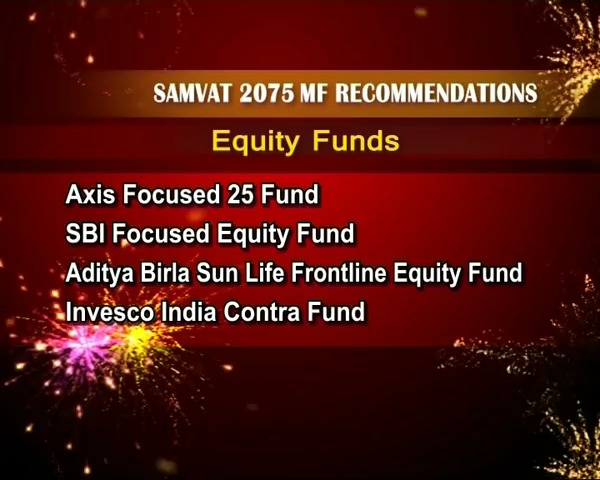 SAMVAT 2075 MF RECOMMENDATIONS
Equity Funds
Axis Focused 25 Fund
SBI Focused Equity Fund
Aditya Birla Sun Life Frontline Equity Fund
Invesco India Contra Fund